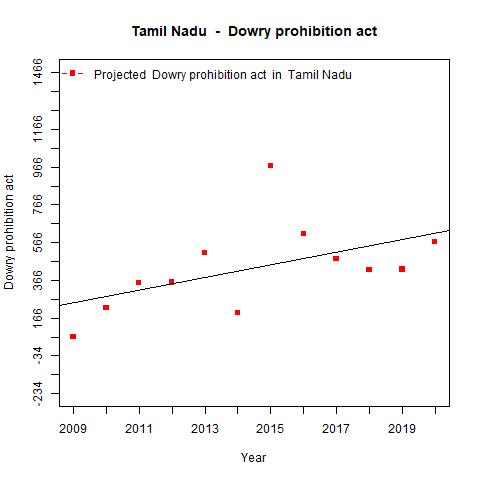 Tamil Nadu - Dowry prohibition act
Projected Dowry prohibition act in Tamil Nadu
Dowry prohibition act
1466
1166
966
766
566
366
166
-34
-234
2009 2011 2013 2015 2017 2019
Year